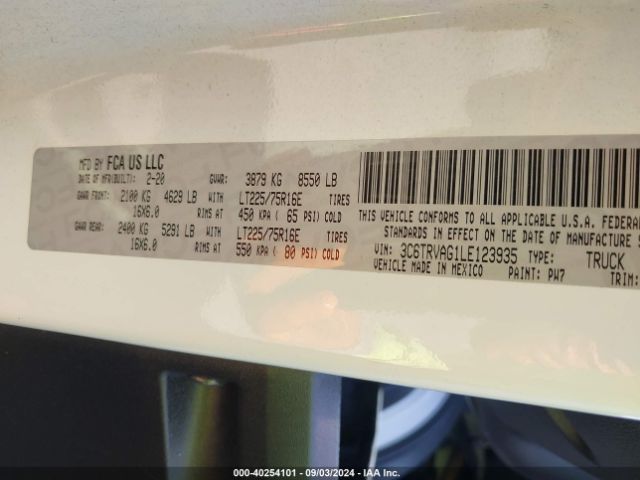 MFD BY FCA US LLC
DATE OF MFR(BUILT): 2-20 GVWR: 3879 KG 8550 LB
GAWR FRONT: 2100 KG 4629 LB WITH LT225/75R16E TIRES
16X6.0 RIMS AT 450 KPA ( 65 PSI) COLD
GAWR REAR: 2400 KG 5291 LB WITH LT225/75R16E TIRES
16X6.0 RIMS AT 550 KPA ( 80 PSI) COLD
THIS VEHICLE CONFORMS TO ALL APPLICABLE U.S.A. FEDERAL
STANDARDS IN EFFECT ON THE DATE OF MANUFACTURE
VIN: 3C6TRVAG1LE123935 TYPE: TRUCK
VEHICLE MADE IN MEXICO PAINT: PW7 TRIM:
000-40254101 - 09/03/2024 - IAA Inc.